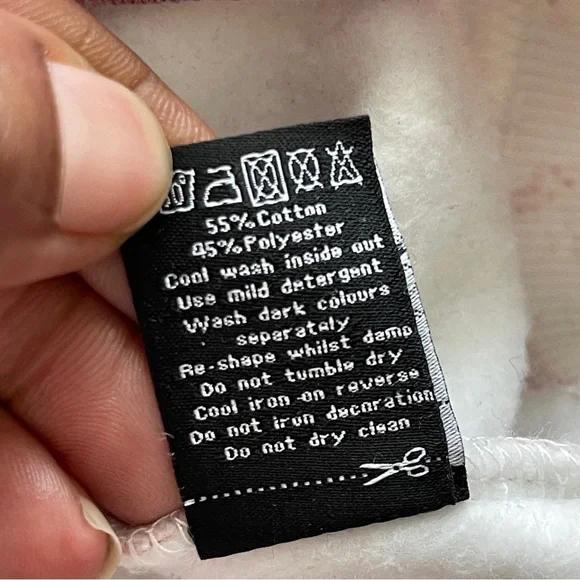 55% Cotton
45% Polyester
Cool wash inside out
Use mild detergent
Wash dark colours
separately
Re-shape whilst damp
Do not tumble dry
Cool iron on reverse
Do not iron decoration
Do not dry clean